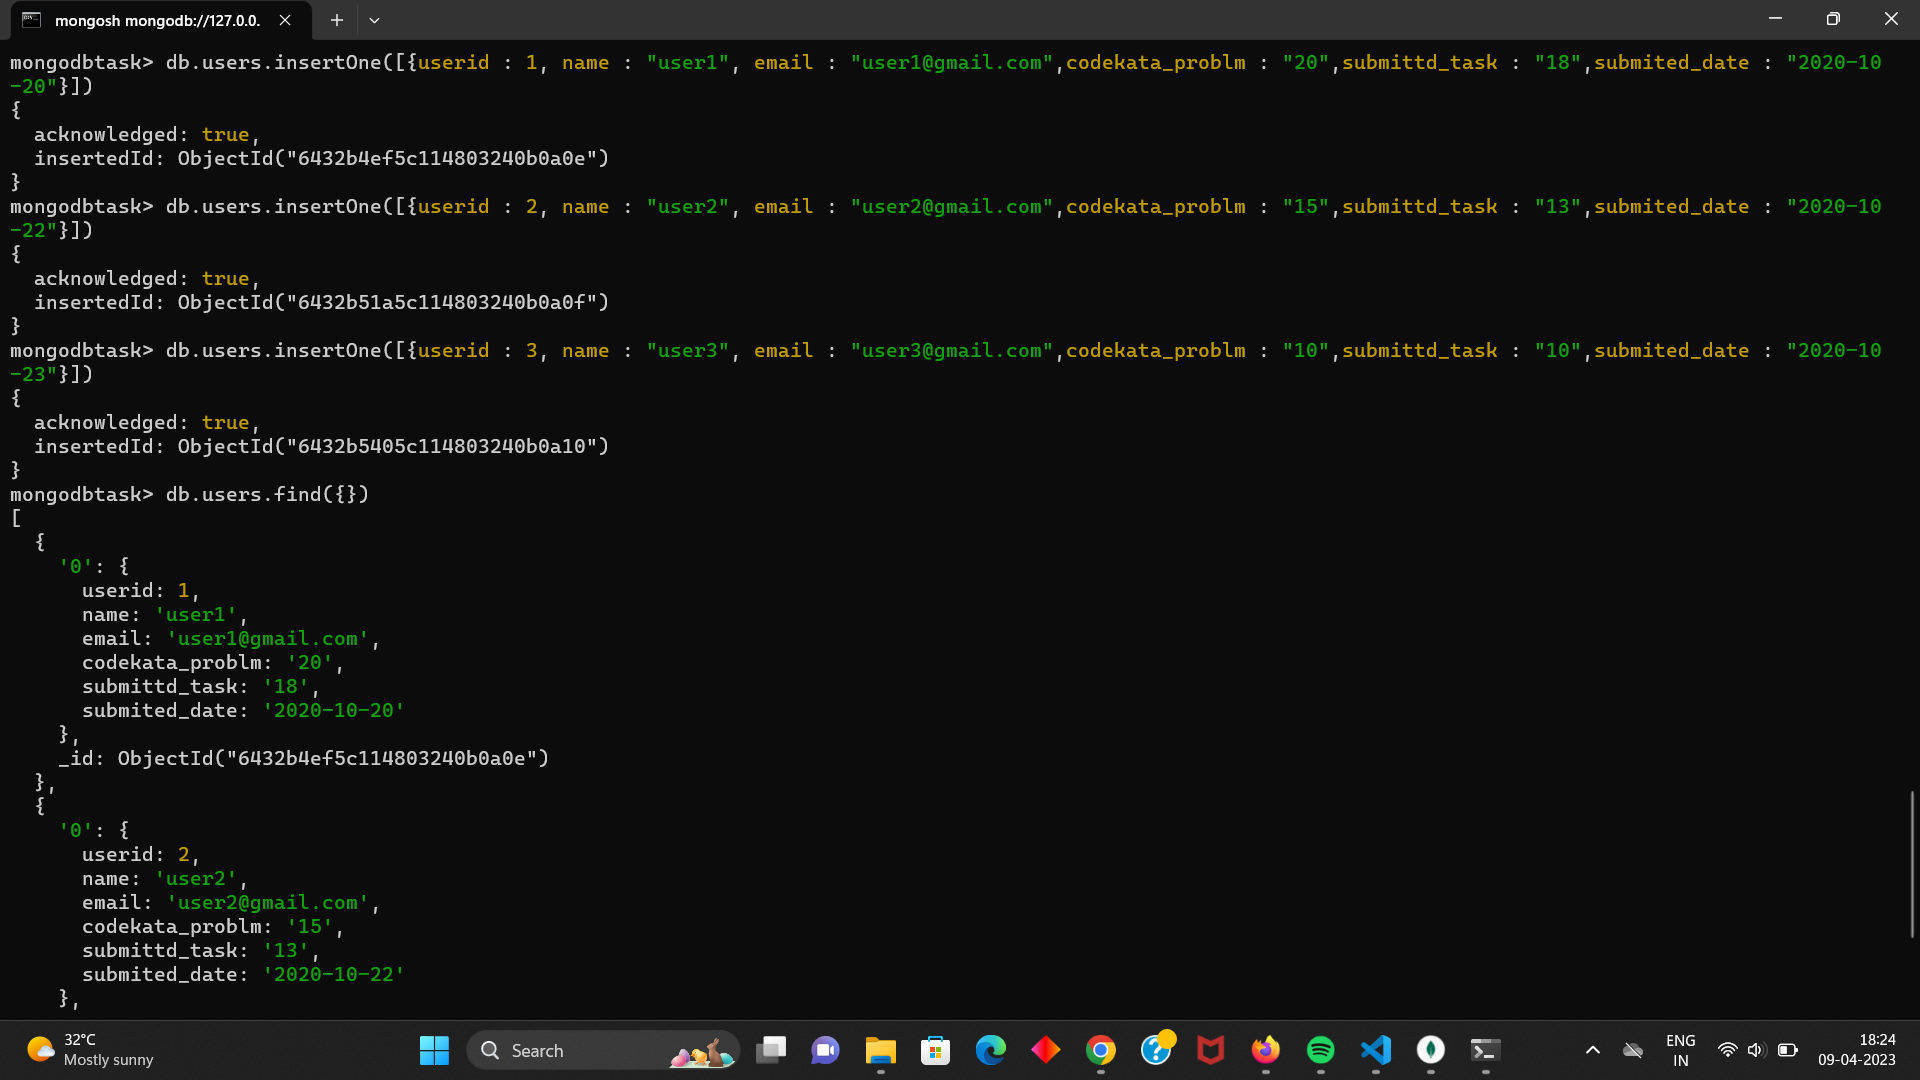 mongosh mongodb://127.0.0.
mongodbtask> db.users.insertOne([{userid : 1, name : "user1", email : "user1@gmail.com",codekata_problm : "20",submittd_task : "18",submited_date : "2020-10
-20"}])
{
  acknowledged: true,
  insertedId: ObjectId("6432b4ef5c114803240b0a0e")
}
mongodbtask> db.users.insertOne([{userid : 2, name : "user2", email : "user2@gmail.com",codekata_problm : "15",submittd_task : "13",submited_date : "2020-10
-22"}])
{
  acknowledged: true,
  insertedId: ObjectId("6432b51a5c114803240b0a0f")
}
mongodbtask> db.users.insertOne([{userid : 3, name : "user3", email : "user3@gmail.com",codekata_problm : "10",submittd_task : "10",submited_date : "2020-10
-23"}])
{
  acknowledged: true,
  insertedId: ObjectId("6432b5405c114803240b0a10")
}
mongodbtask> db.users.find({})
[
  {
    '0': {
      userid: 1,
      name: 'user1',
      email: 'user1@gmail.com',
      codekata_problm: '20',
      submittd_task: '18',
      submited_date: '2020-10-20'
    },
    _id: ObjectId("6432b4ef5c114803240b0a0e")
  },
  {
    '0': {
      userid: 2,
      name: 'user2',
      email: 'user2@gmail.com',
      codekata_problm: '15',
      submittd_task: '13',
      submited_date: '2020-10-22'
    },
32°C
Mostly sunny
Search
ENG
IN
18:24
09-04-2023